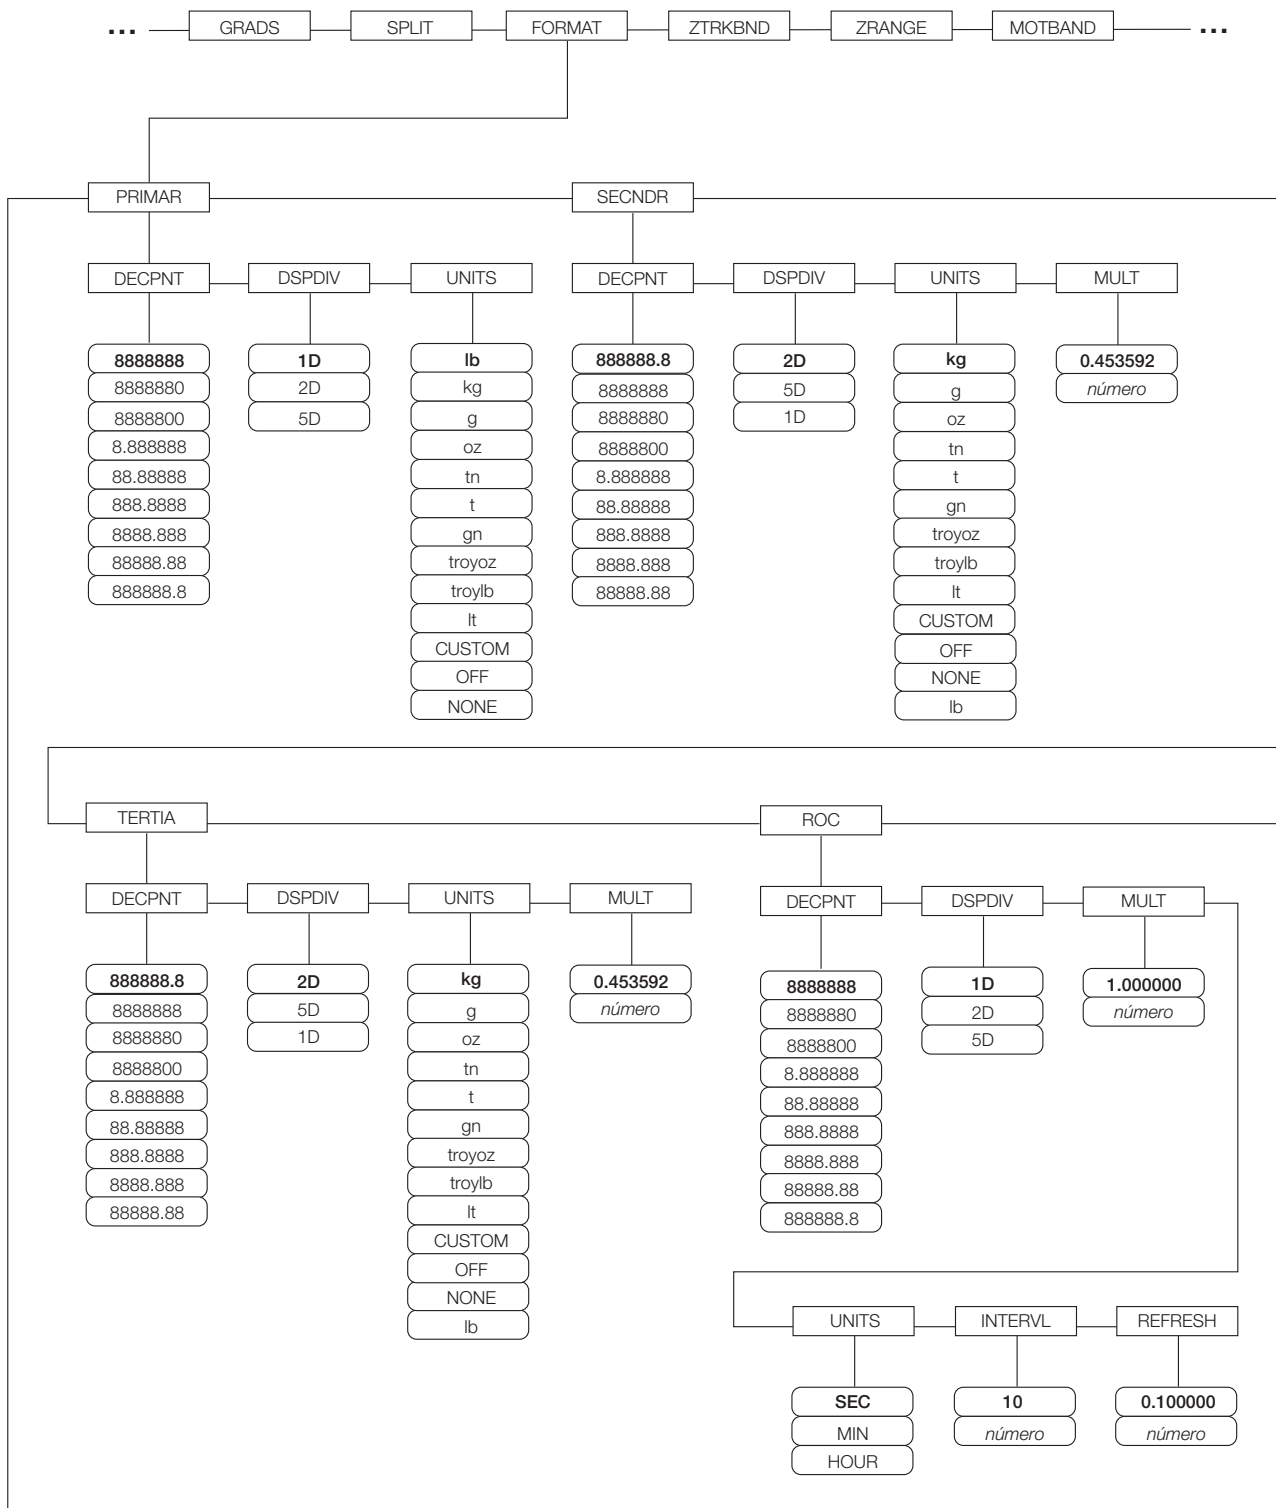 ... GRADS SPLIT FORMAT ZTRKBND ZRANGE MOTBAND ...
PRIMAR SECNDR
DECPNT DSPDIV UNITS DECPNT DSPDIV UNITS MULT
8888888 1D lb 888888.8 2D kg 0.453592
8888880 2D kg 8888888 5D g número
8888800 5D g 8888880 1D oz
8.888888 oz 8888800 tn
88.88888 tn 8.888888 t
888.8888 t 88.88888 gn
8888.888 gn 888.8888 troyoz
88888.88 troyoz 8888.888 troylb
888888.8 troylb 88888.88 lt
lt CUSTOM
CUSTOM OFF
OFF NONE
NONE lb
TERTIA ROC
DECPNT DSPDIV UNITS MULT DECPNT DSPDIV MULT
888888.8 2D kg 0.453592 8888888 1D 1.000000
8888888 5D g número 8888880 2D número
8888880 1D oz 8888800 5D
8888800 tn 8.888888
8.888888 t 88.88888
88.88888 gn 888.8888
888.8888 troyoz 8888.888
8888.888 troylb 88888.88
88888.88 lt 888888.8
CUSTOM
OFF
NONE
lb
UNITS INTERVL REFRESH
SEC 10 0.100000
MIN número número
HOUR